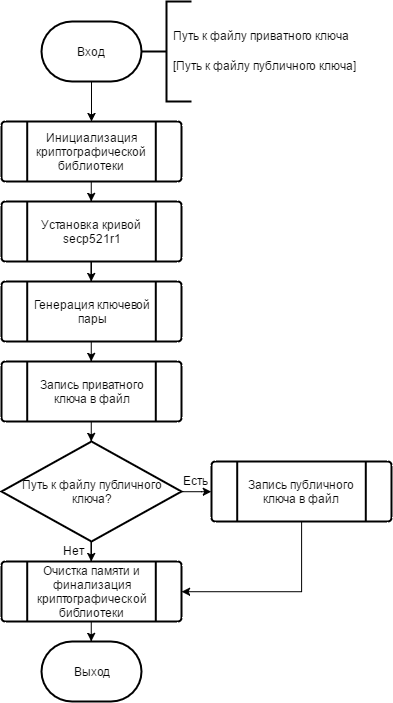 Вход
Путь к файлу приватного ключа
[Путь к файлу публичного ключа]
Инициализация
криптографической
библиотеки
Установка кривой
secp521r1
Генерация ключевой
пары
Запись приватного
ключа в файл
Путь к файлу публичного
ключа?
Есть
Запись публичного
ключа в файл
Нет
Очистка памяти и
финализация
криптографической
библиотеки
Выход